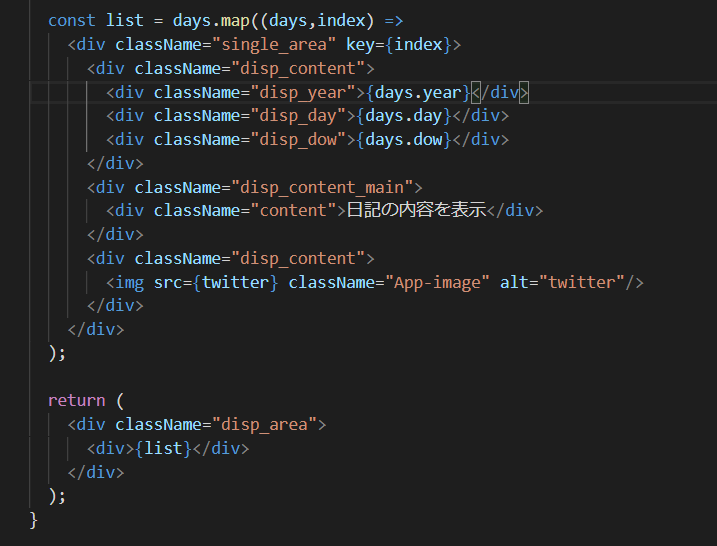 const list = days.map((days,index) =>
<div className="single_area" key={index}>
<div className="disp_content">
<div className="disp_year">{days.year}</div>
<div className="disp_day">{days.day}</div>
<div className="disp_dow">{days.dow}</div>
</div>
<div className="disp_content_main">
<div className="content">日記の内容を表示</div>
</div>
<div className="disp_content">
<img src={twitter} className="App-image" alt="twitter"/>
</div>
</div>
);
return (
<div className="disp_area">
<div>{list}</div>
</div>
);
}